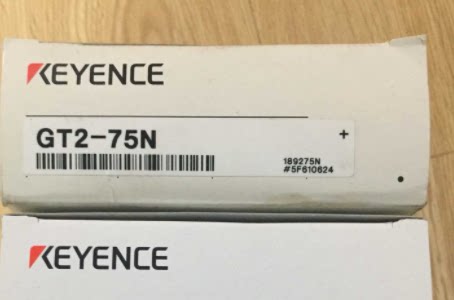 KEYENCE
GT2-75N
+
189275N
#5F610624
KEYENCE